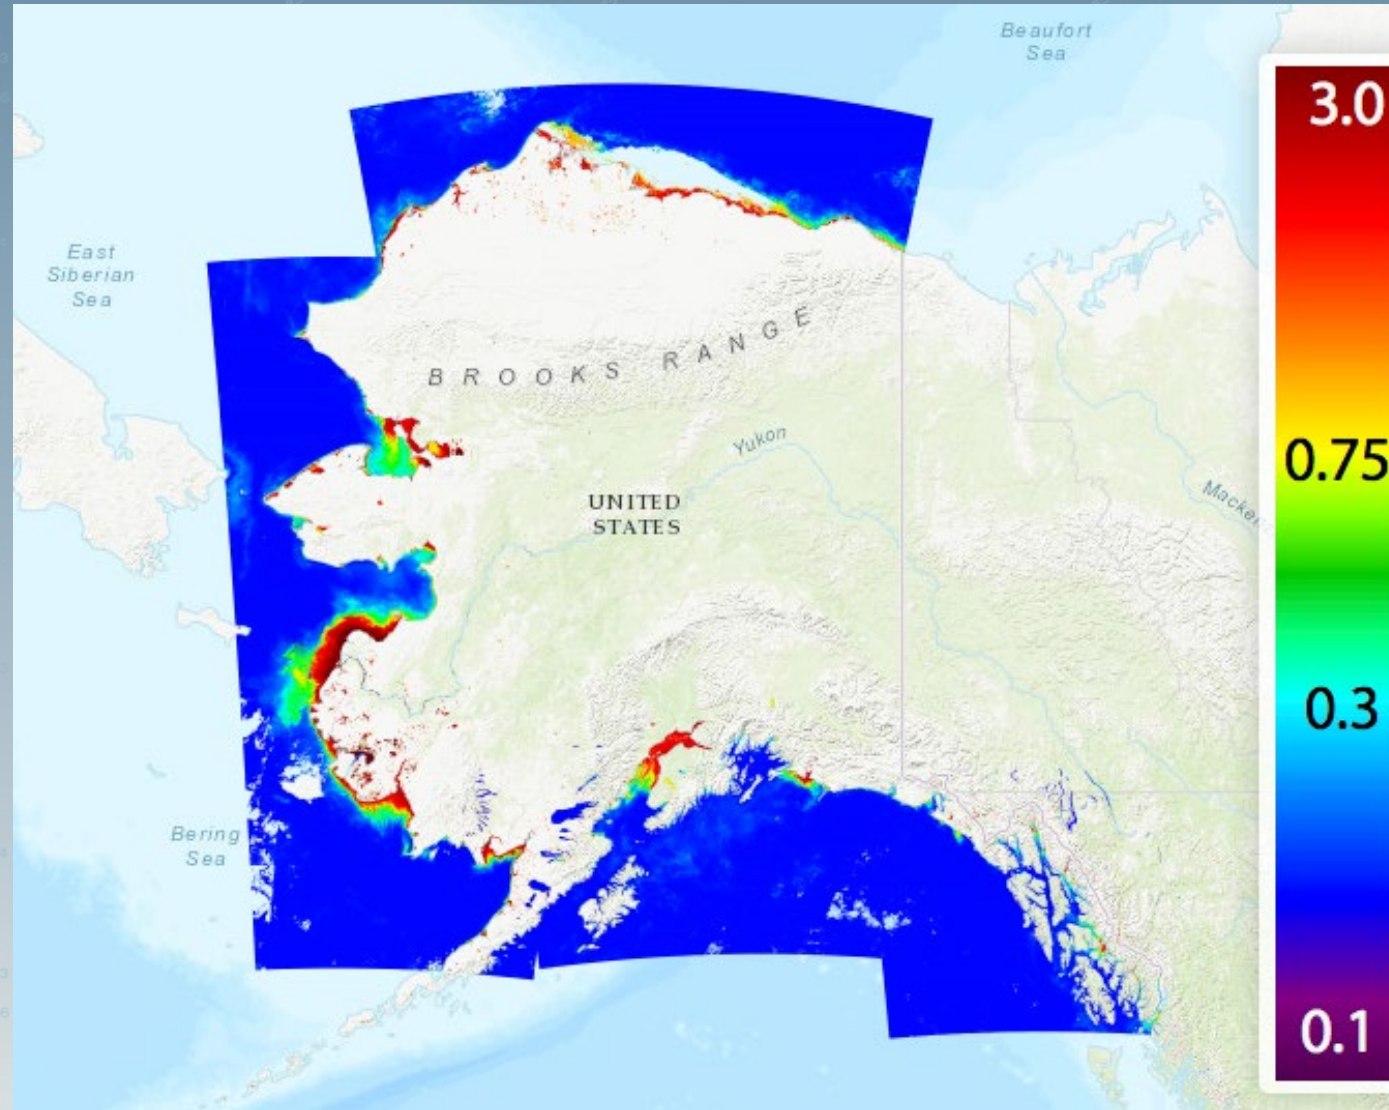 Beaufort
Sea
3.0
East
Siberian
Sea
BROOKS RANGE
Yukon
0.75
UNITED
STATES
0.3
Bering
Sea
0.1